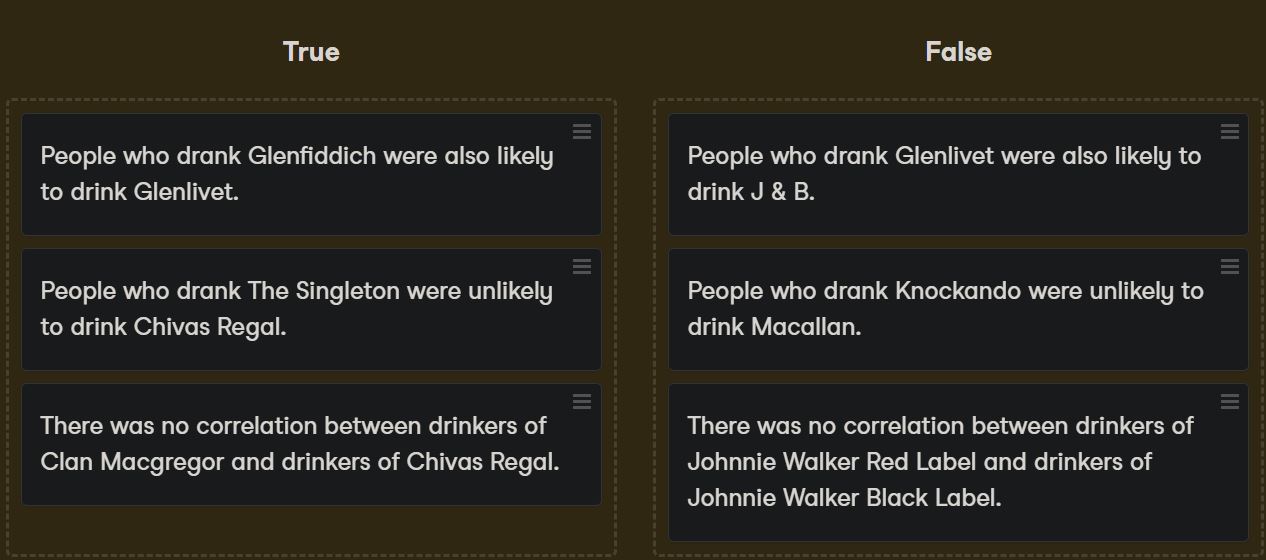 True
People who drank Glenfiddich were also likely
to drink Glenlivet.
People who drank The Singleton were unlikely
to drink Chivas Regal.
There was no correlation between drinkers of
Clan Macgregor and drinkers of Chivas Regal.
False
People who drank Glenlivet were also likely to
drink J & B.
People who drank Knockando were unlikely to
drink Macallan.
There was no correlation between drinkers of
Johnnie Walker Red Label and drinkers of
Johnnie Walker Black Label.